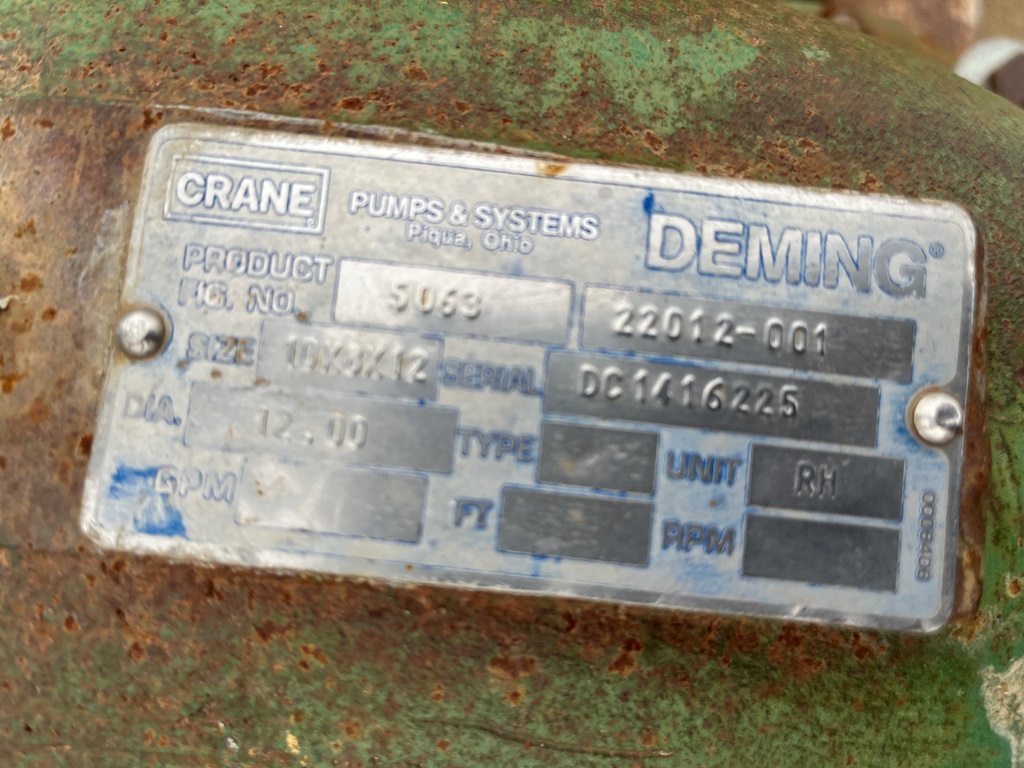 CRANE®
PUMPS & SYSTEMS
Piqua, Ohio
DEMING®
PRODUCT
FIG. NO. 5063 22012-001
SIZE 10X8X12 SERIAL DC1416225
DIA. 12.00 TYPE UNIT RH
GPM FT RPM
0006406